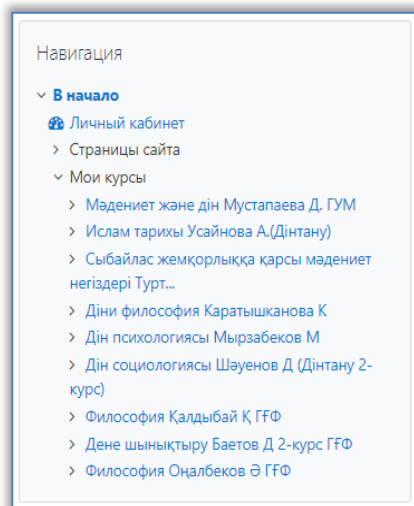 Навигация
В начало
Личный кабинет
Страницы сайта
Мои курсы
Мәдениет және дін Мустапаева Д. ГУМ
Ислам тарихы Усайнова А.(Дінтану)
Сыбайлас жемқорлыққа қарсы мәдениет
негіздері Турт...
Діни философия Каратышканова К
Дін психологиясы Мырзабеков М
Дін социологиясы Шәуенов Д (Дінтану 2-
курс)
Философия Қалдыбай Қ ГҒФ
Дене шынықтыру Баетов Д 2-курс ГҒФ
Философия Оңалбеков Ә ГҒФ